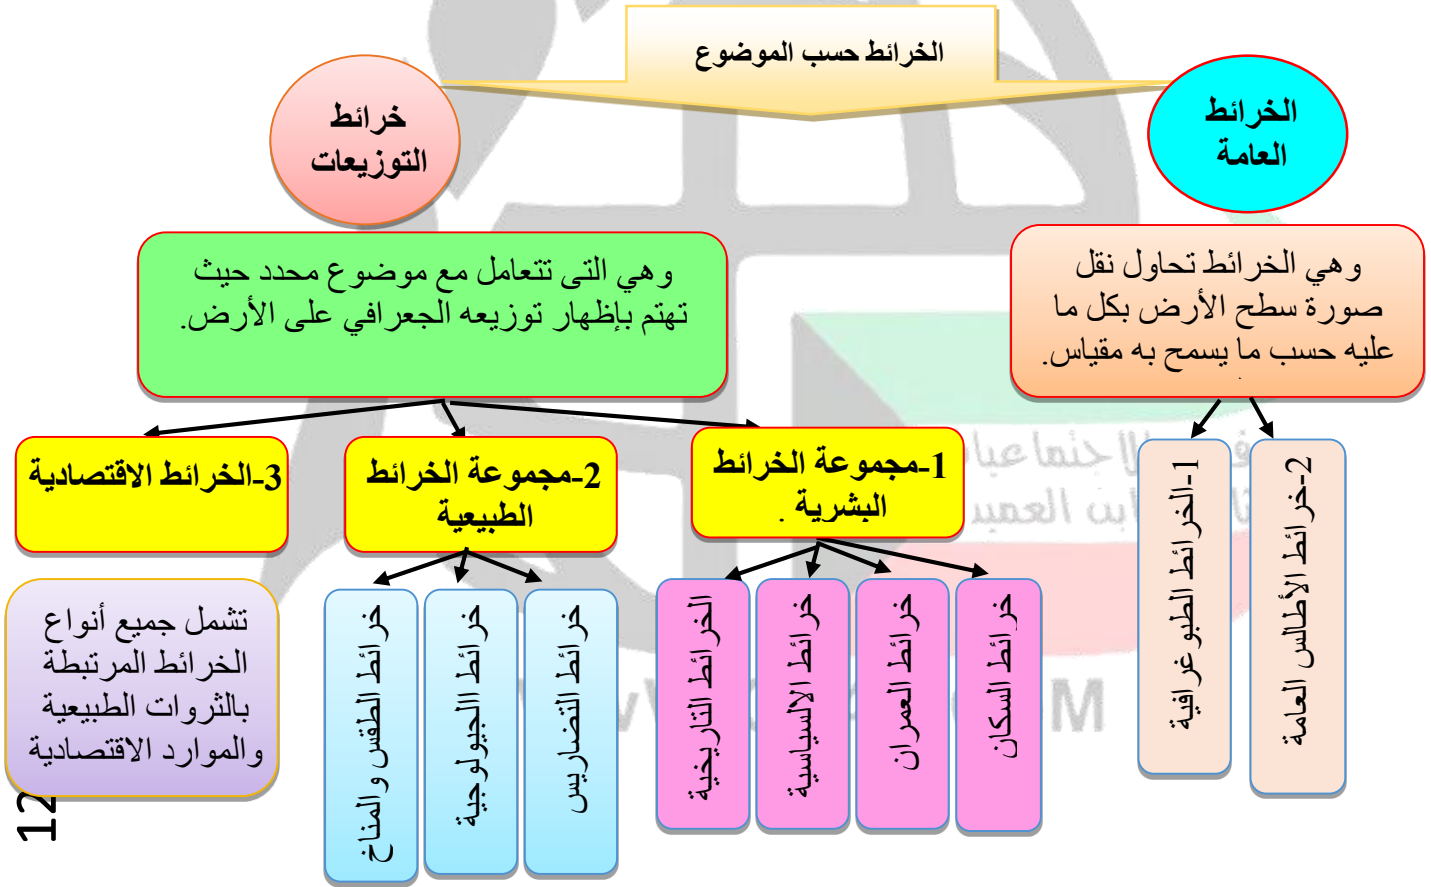 الخرائط حسب الموضوع
الخرائط
العامة
خرائط
التوزيعات
وهي الخرائط تحاول نقل
صورة سطح الأرض بكل ما
عليه حسب ما يسمح به مقياس.
وهي التى تتعامل مع موضوع محدد حيث
تهتم بإظهار توزيعه الجعرافي على الأرض.
1-الخرائط الطبوغرافية
2-خرائط الأطالس العامة
1-مجموعة الخرائط
البشرية .
2-مجموعة الخرائط
الطبيعية
3-الخرائط الاقتصادية
خرائط السكان
خرائط العمران
خرائط الالسياسية
الخرائط التاريخية
خرائط التضاريس
خرائط االجيولوجية
خرائط الطقس والمناخ
تشمل جميع أنواع
الخرائط المرتبطة
بالثروات الطبيعية
والموارد الاقتصادية
12